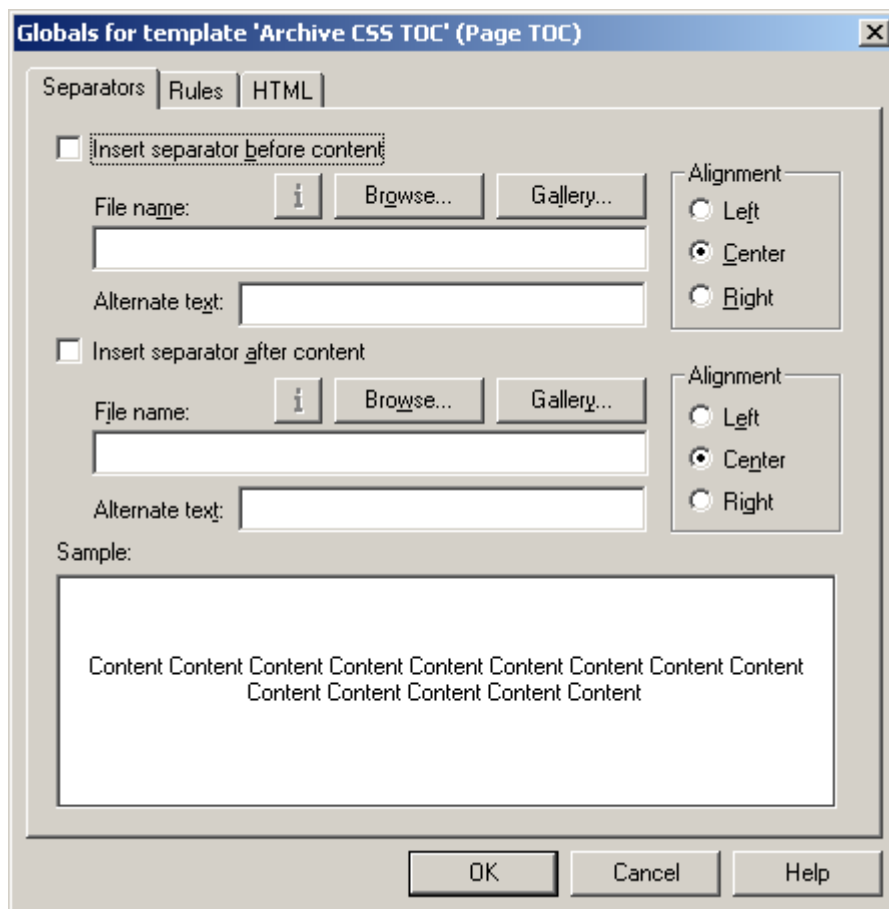 Globals for template 'Archive CSS TOC' (Page TOC)
Separators Rules HTML
Insert separator before content
File name: i Browse... Gallery...
Alternate text:
Alignment
Left
Center
Right
Insert separator after content
File name: i Browse... Gallery...
Alternate text:
Alignment
Left
Center
Right
Sample:
Content Content Content Content Content Content Content Content Content
Content Content Content Content Content
OK Cancel Help